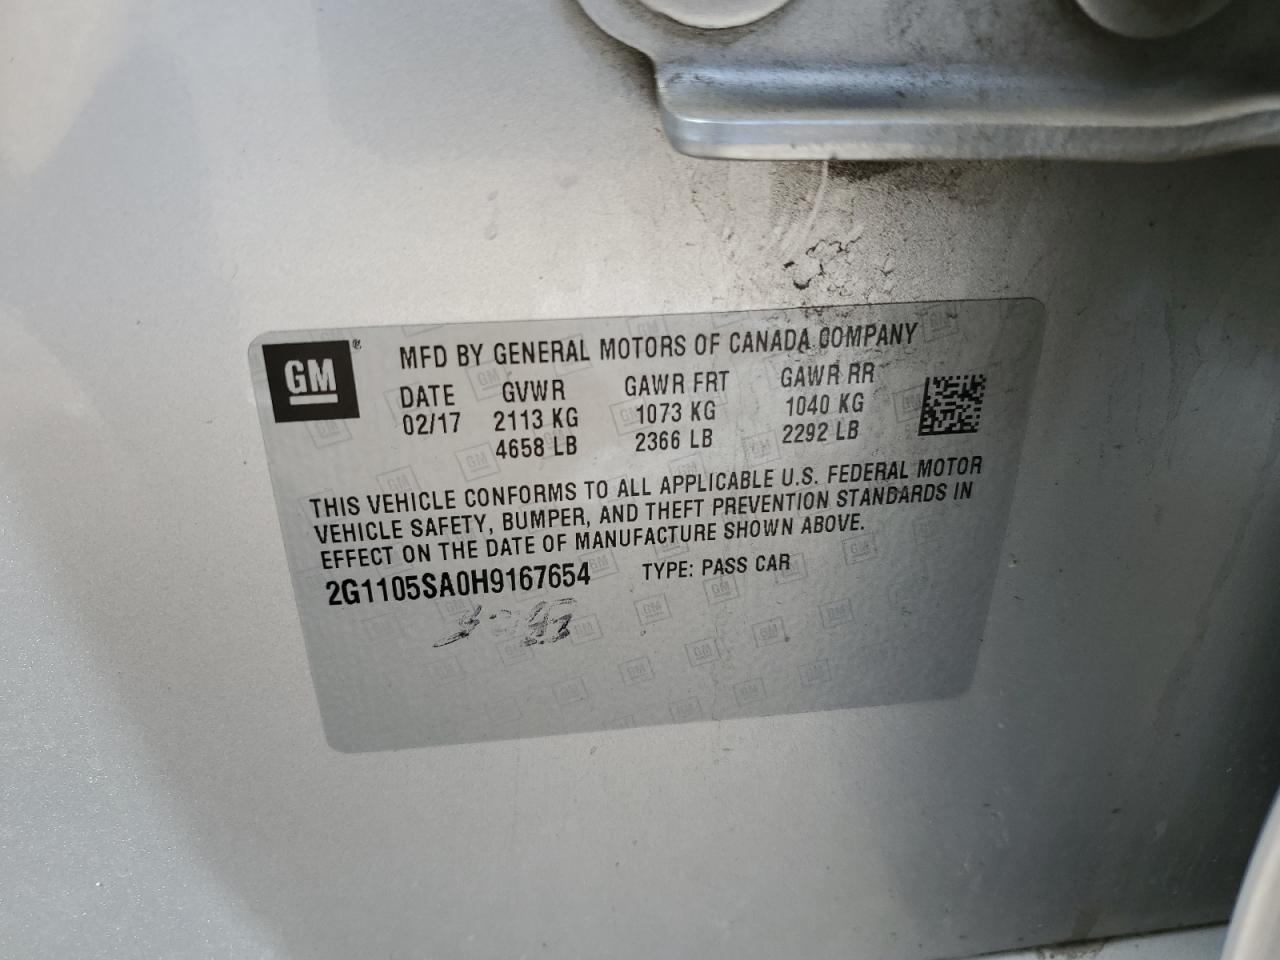 GM ®
MFD BY GENERAL MOTORS OF CANADA COMPANY
DATE GVWR GAWR FRT GAWR RR
02/17 2113 KG 1073 KG 1040 KG
4658 LB 2366 LB 2292 LB
THIS VEHICLE CONFORMS TO ALL APPLICABLE U.S. FEDERAL MOTOR
VEHICLE SAFETY, BUMPER, AND THEFT PREVENTION STANDARDS IN
EFFECT ON THE DATE OF MANUFACTURE SHOWN ABOVE.
2G1105SA0H9167654 TYPE: PASS CAR